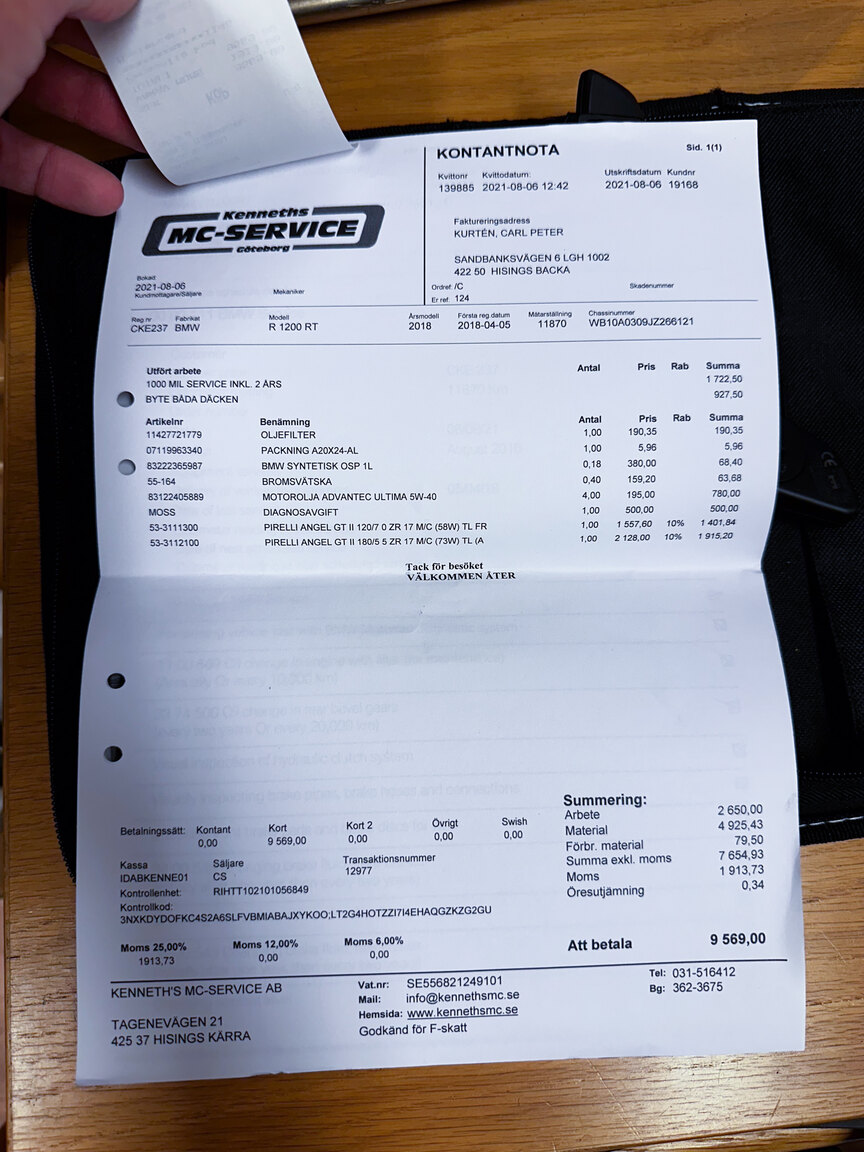 KONTANTNOTA
Sid. 1(1)
Kvittonr Kvittodatum: Utskriftsdatum Kundnr
139885 2021-08-06 12:42 2021-08-06 19168
Kenneths
MC-SERVICE
Göteborg
Faktureringsadress
KURTÉN, CARL PETER
SANDBANKSVÄGEN 6 LGH 1002
422 50 HISINGS BACKA
Bokad
2021-08-06
Kundmottagare/Säljare Mekaniker
Ordref /C Skadenummer
Er ref. 124
Reg nr Fabrikat Modell Årsmodell Första reg.datum Mätarställning Chassinummer
CKE237 BMW R 1200 RT 2018 2018-04-05 11870 WB10A0309JZ266121
Utfört arbete Antal Pris Rab Summa
1000 MIL SERVICE INKL. 2 ÅRS 1 722,50
BYTE BÅDA DÄCKEN 927,50
Artikelnr Benämning Antal Pris Rab Summa
11427721779 OLJEFILTER 1,00 190,35 190,35
07119963340 PACKNING A20X24-AL 1,00 5,96 5,96
83222365987 BMW SYNTETISK OSP 1L 0,18 380,00 68,40
55-164 BROMSVÄTSKA 0,40 159,20 63,68
83122405889 MOTOROLJA ADVANTEC ULTIMA 5W-40 4,00 195,00 780,00
MOSS DIAGNOSAVGIFT 1,00 500,00 500,00
53-3111300 PIRELLI ANGEL GT II 120/7 0 ZR 17 M/C (58W) TL FR 1,00 1 557,60 10% 1 401,84
53-3112100 PIRELLI ANGEL GT II 180/5 5 ZR 17 M/C (73W) TL (A 1,00 2 128,00 10% 1 915,20
Tack för besöket
VÄLKOMMEN ÅTER
Summering:
Arbete 2 650,00
Material 4 925,43
Förbr. material 79,50
Summa exkl. moms 7 654,93
Moms 1 913,73
Öresutjämning 0,34
Betalningssätt: Kontant Kort Kort 2 Övrigt Swish
0,00 9 569,00 0,00 0,00 0,00
Kassa Säljare Transaktionsnummer
IDABKENNE01 CS 12977
Kontrollenhet: RIHTT102101056849
Kontrollkod:
3NXKDYDOFKC4S2A6SLFVBMIABAJXYKOO;LT2G4HOTZZI7I4EHAQGZKZG2GU
Moms 25,00% Moms 12,00% Moms 6,00%
1913,73 0,00 0,00
Att betala 9 569,00
KENNETH'S MC-SERVICE AB
TAGENEVÄGEN 21
425 37 HISINGS KÄRRA
Vat.nr: SE556821249101
Mail: info@kennethsmc.se
Hemsida: www.kennethsmc.se
Godkänd för F-skatt
Tel: 031-516412
Bg: 362-3675